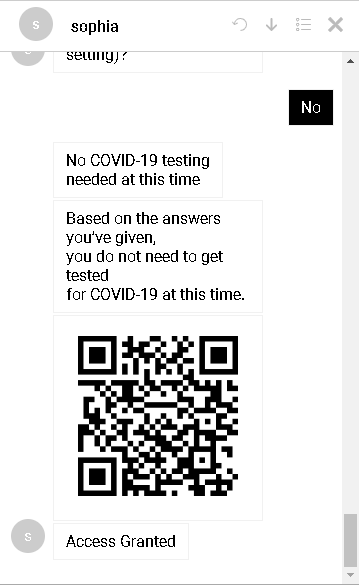 s sophia
setting)?
No
No COVID-19 testing
needed at this time
Based on the answers
you've given,
you do not need to get
tested
for COVID-19 at this time.
s
Access Granted